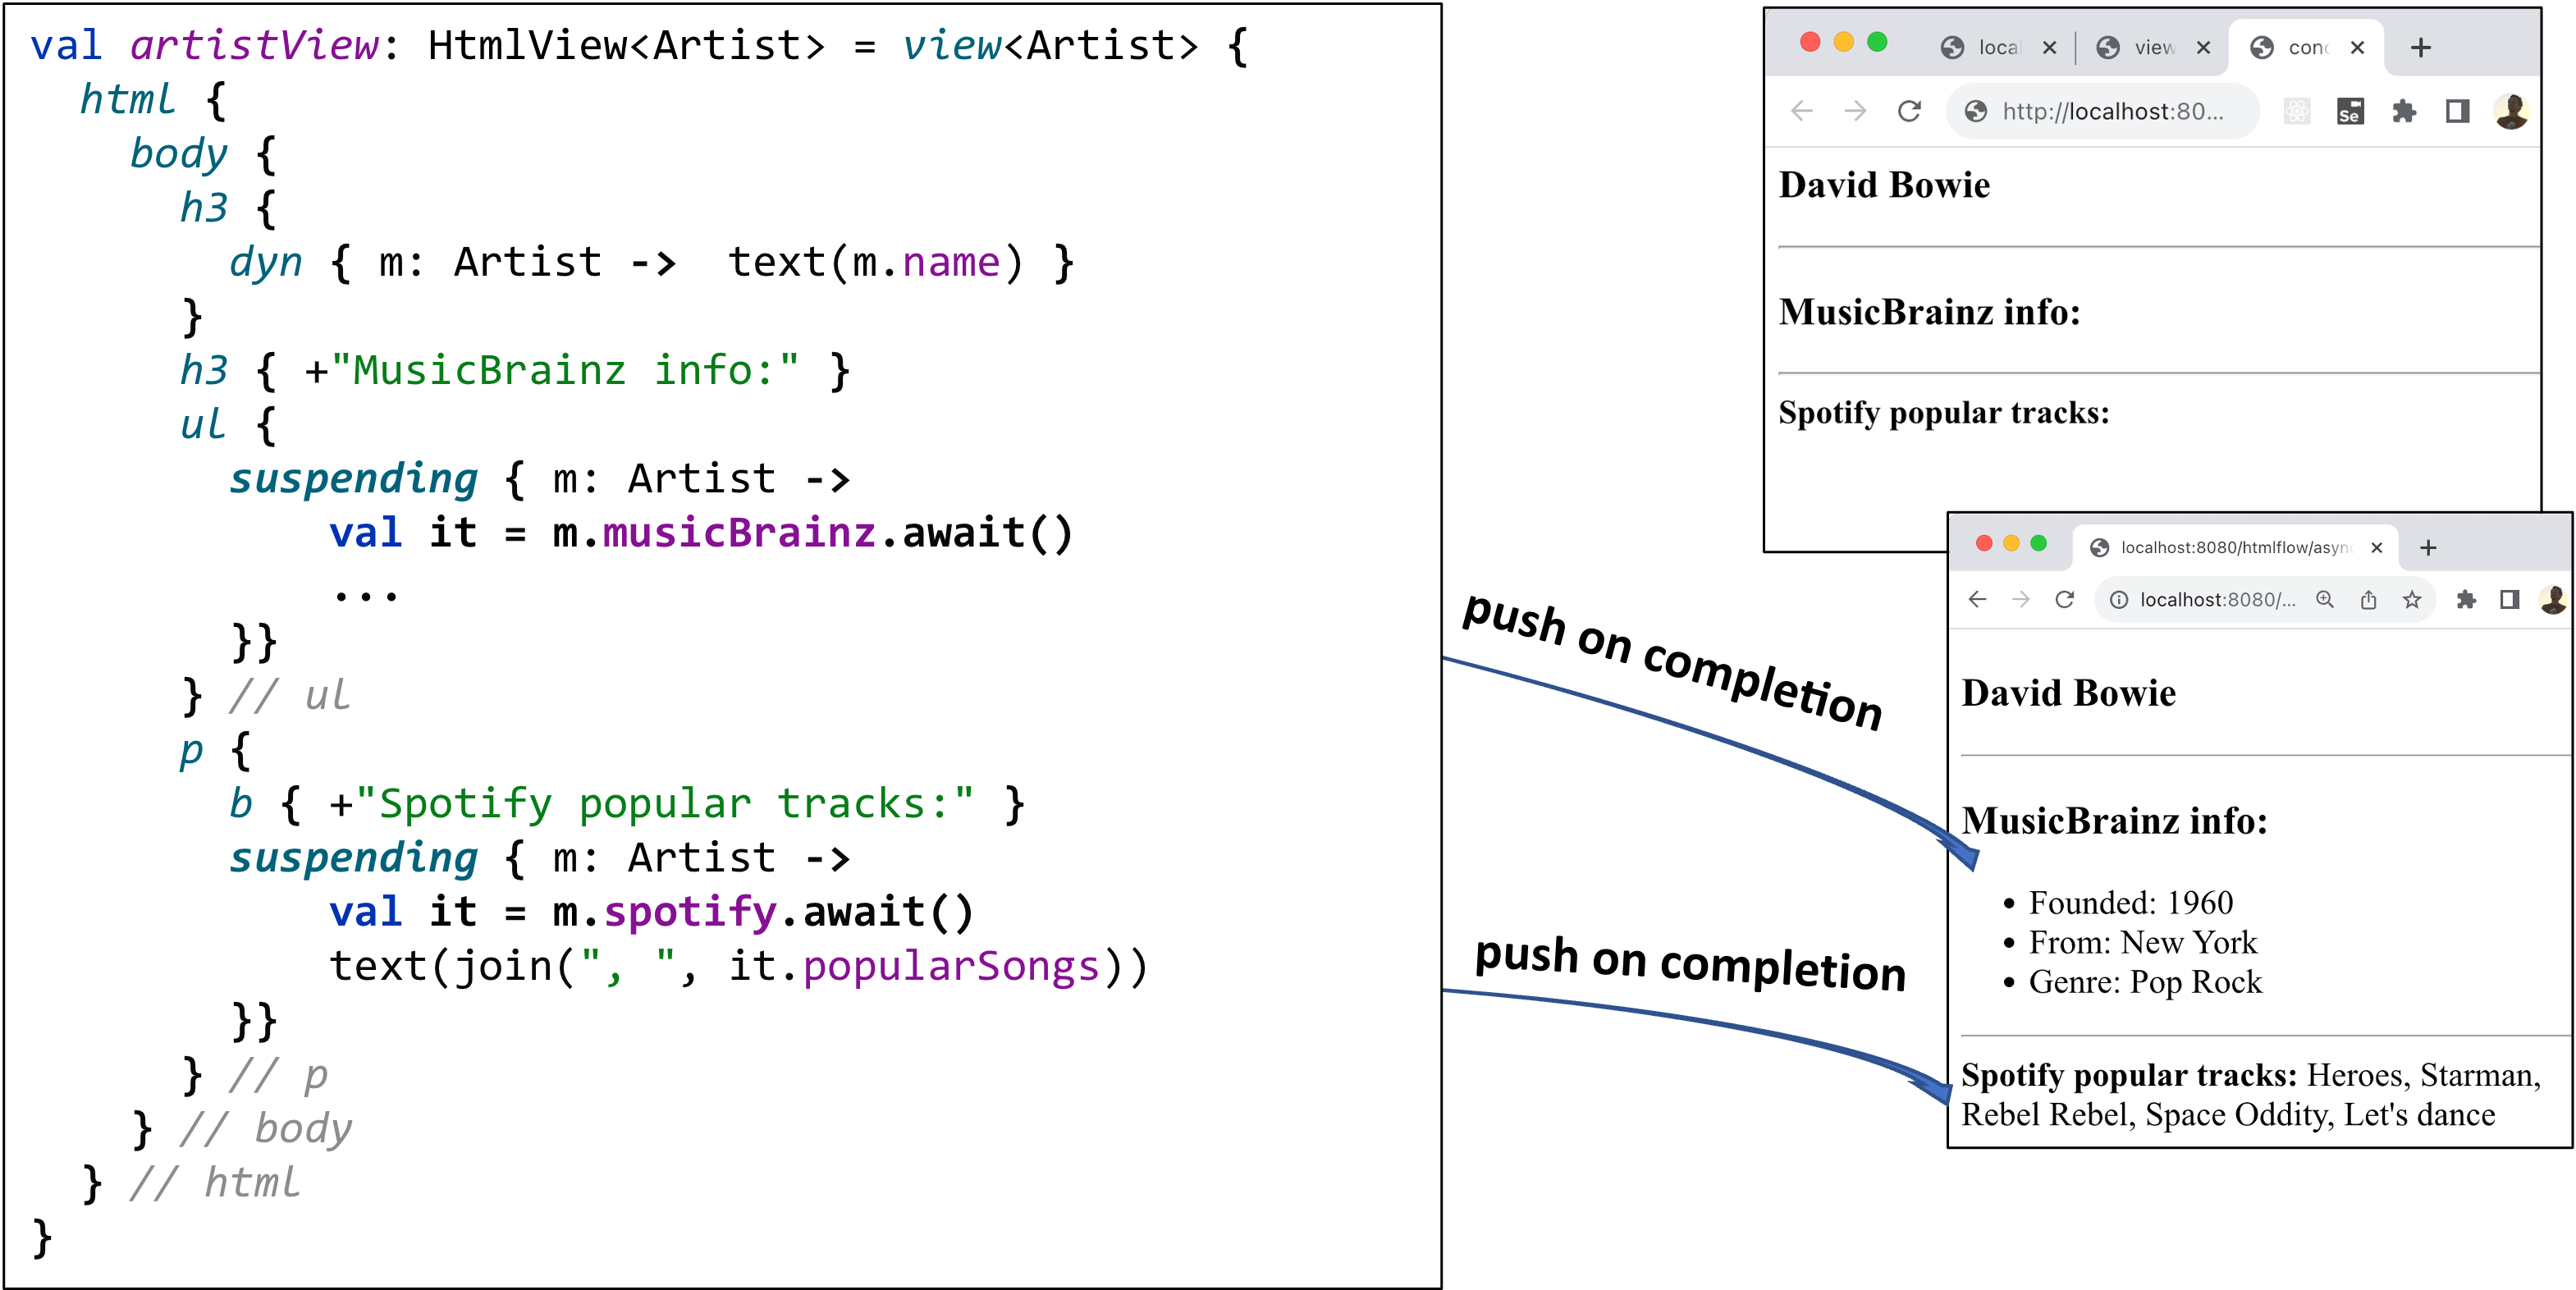 val artistView: HtmlView<Artist> = view<Artist> {
  html {
    body {
      h3 {
        dyn { m: Artist ->  text(m.name) }
      }
      h3 { +"MusicBrainz info:" }
      ul {
        suspending { m: Artist ->
            val it = m.musicBrainz.await()
            ...
        }}
      } // ul
      p {
        b { +"Spotify popular tracks:" }
        suspending { m: Artist ->
            val it = m.spotify.await()
            text(join(", ", it.popularSongs))
        }}
      } // p
    } // body
  } // html
}
push on completion
push on completion
loca
view
conc
http://localhost:80...
Se
David Bowie
MusicBrainz info:
Spotify popular tracks:
localhost:8080/htmlflow/async
localhost:8080/...
David Bowie
MusicBrainz info:
• Founded: 1960
• From: New York
• Genre: Pop Rock
Spotify popular tracks: Heroes, Starman,
Rebel Rebel, Space Oddity, Let's dance